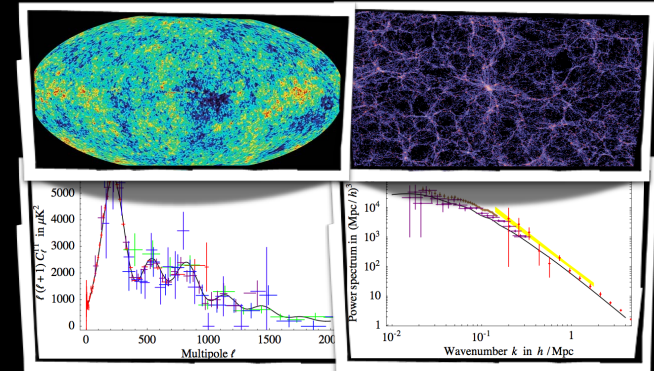 5000
4000
3000
2000
1000
0
ℓ(ℓ+1) C_ℓ^TT in μK²
0 500 1000 1500 200
Multipole ℓ
10⁴
10³
10²
10
1
Power spectrum in (Mpc/h)³
10⁻² 10⁻¹ 1
Wavenumber k in h/Mpc